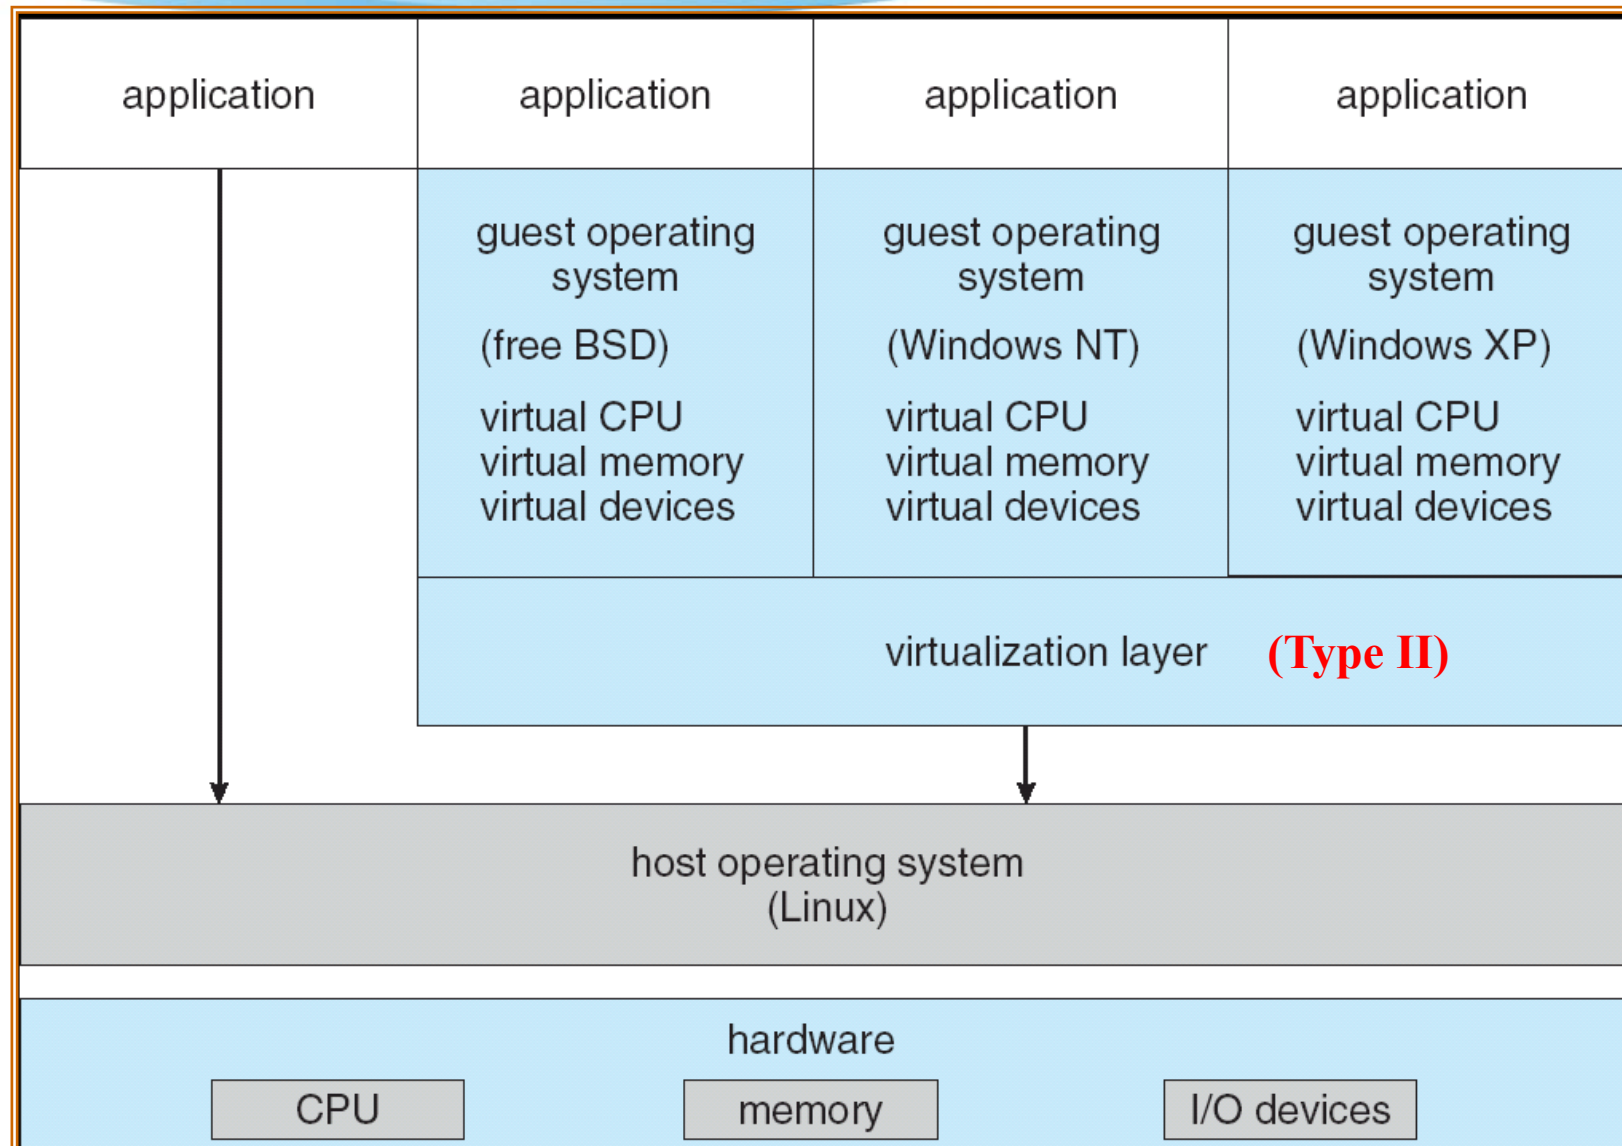 application
application
application
application
guest operating
system
(free BSD)
virtual CPU
virtual memory
virtual devices
guest operating
system
(Windows NT)
virtual CPU
virtual memory
virtual devices
guest operating
system
(Windows XP)
virtual CPU
virtual memory
virtual devices
virtualization layer (Type II)
host operating system
(Linux)
hardware
CPU
memory
I/O devices